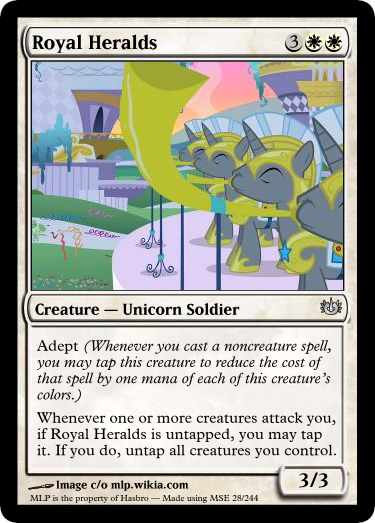 Royal Heralds 3
Creature — Unicorn Soldier
Adept (Whenever you cast a noncreature spell,
you may tap this creature to reduce the cost of
that spell by one mana of each of this creature's
colors.)
Whenever one or more creatures attack you,
if Royal Heralds is untapped, you may tap
it. If you do, untap all creatures you control.
3/3
Image c/o mlp.wikia.com
MLP is the property of Hasbro — Made using MSE 28/244